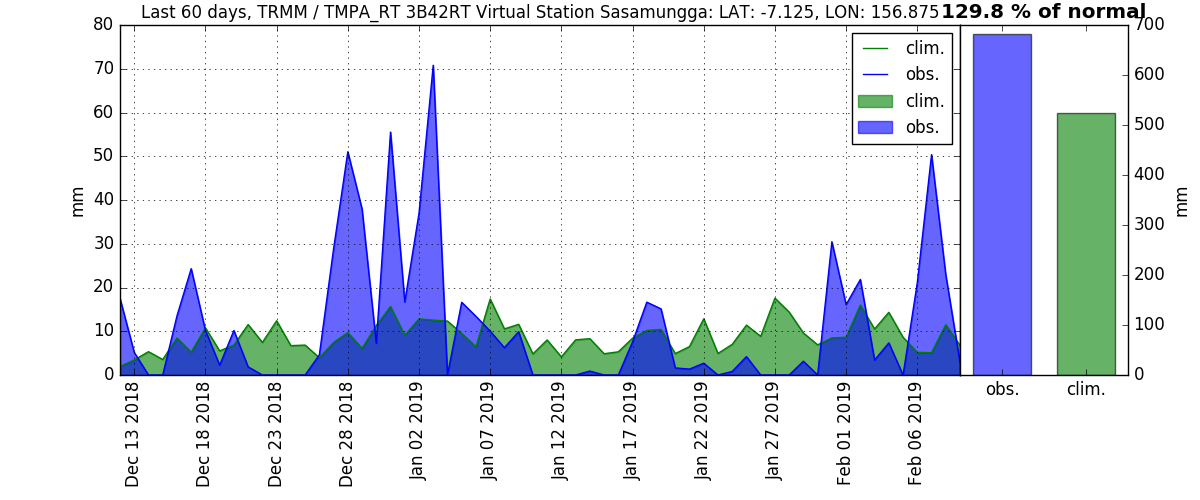 Last 60 days, TRMM / TMPA_RT 3B42RT Virtual Station Sasamungga: LAT: -7.125, LON: 156.875
129.8 % of normal
80
70
60
50
40
30
20
10
0
mm
clim.
obs.
clim.
obs.
Dec 13 2018
Dec 18 2018
Dec 23 2018
Dec 28 2018
Jan 02 2019
Jan 07 2019
Jan 12 2019
Jan 17 2019
Jan 22 2019
Jan 27 2019
Feb 01 2019
Feb 06 2019
700
600
500
400
300
200
100
0
mm
obs.
clim.